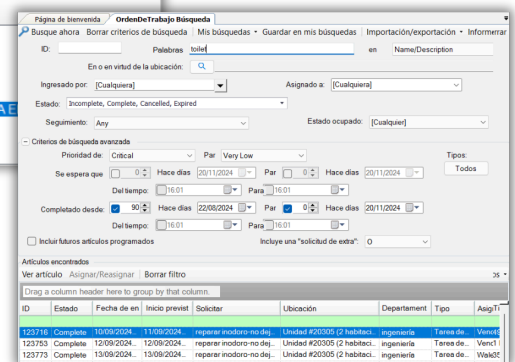 Página de bienvenida OrdenDeTrabajo Búsqueda
Busque ahora Borrar criterios de búsqueda Mis búsquedas Guardar en mis búsquedas Importación/exportación Informerrar
ID: Palabras toilet en Name/Description
En o en virtud de la ubicación:
Ingresado por: [Cualquiera] Asignado a: [Cualquiera]
Estado: Incomplete, Complete, Cancelled, Expired
Seguimiento: Any Estado ocupado: [Cualquier]
Criterios de búsqueda avanzada
Prioridad de: Critical Par Very Low Tipos:
Se espera que 0 Hace días 20/11/2024 Par 0 Hace días 20/11/2024 Todos
Del tiempo: 16:01 Para 16:01
Completado desde: 90 Hace días 22/08/2024 Par 0 Hace días 20/11/2024
Del tiempo: 16:01 Para 16:01
Incluir futuros artículos programados Incluye una "solicitud de extra": O
Artículos encontrados
Ver artículo Asignar/Reasignar Borrar filtro
Drag a column header here to group by that column.
ID Estado Fecha de en Inicio previst Solicitar Ubicación Departament Tipo
123716 Complete 10/09/2024... 11/09/2024... reparar inodoro-no dej... Unidad #20305 (2 habitaci... ingeniería Tarea de...
123753 Complete 12/09/2024... 12/09/2024... reparar inodoro-no dej... Unidad #20305 (2 habitaci... ingeniería Tarea de...
123773 Complete 13/09/2024... 13/09/2024... reparar inodoro-no dej... Unidad #20305 (2 habitaci... ingeniería Tarea de...